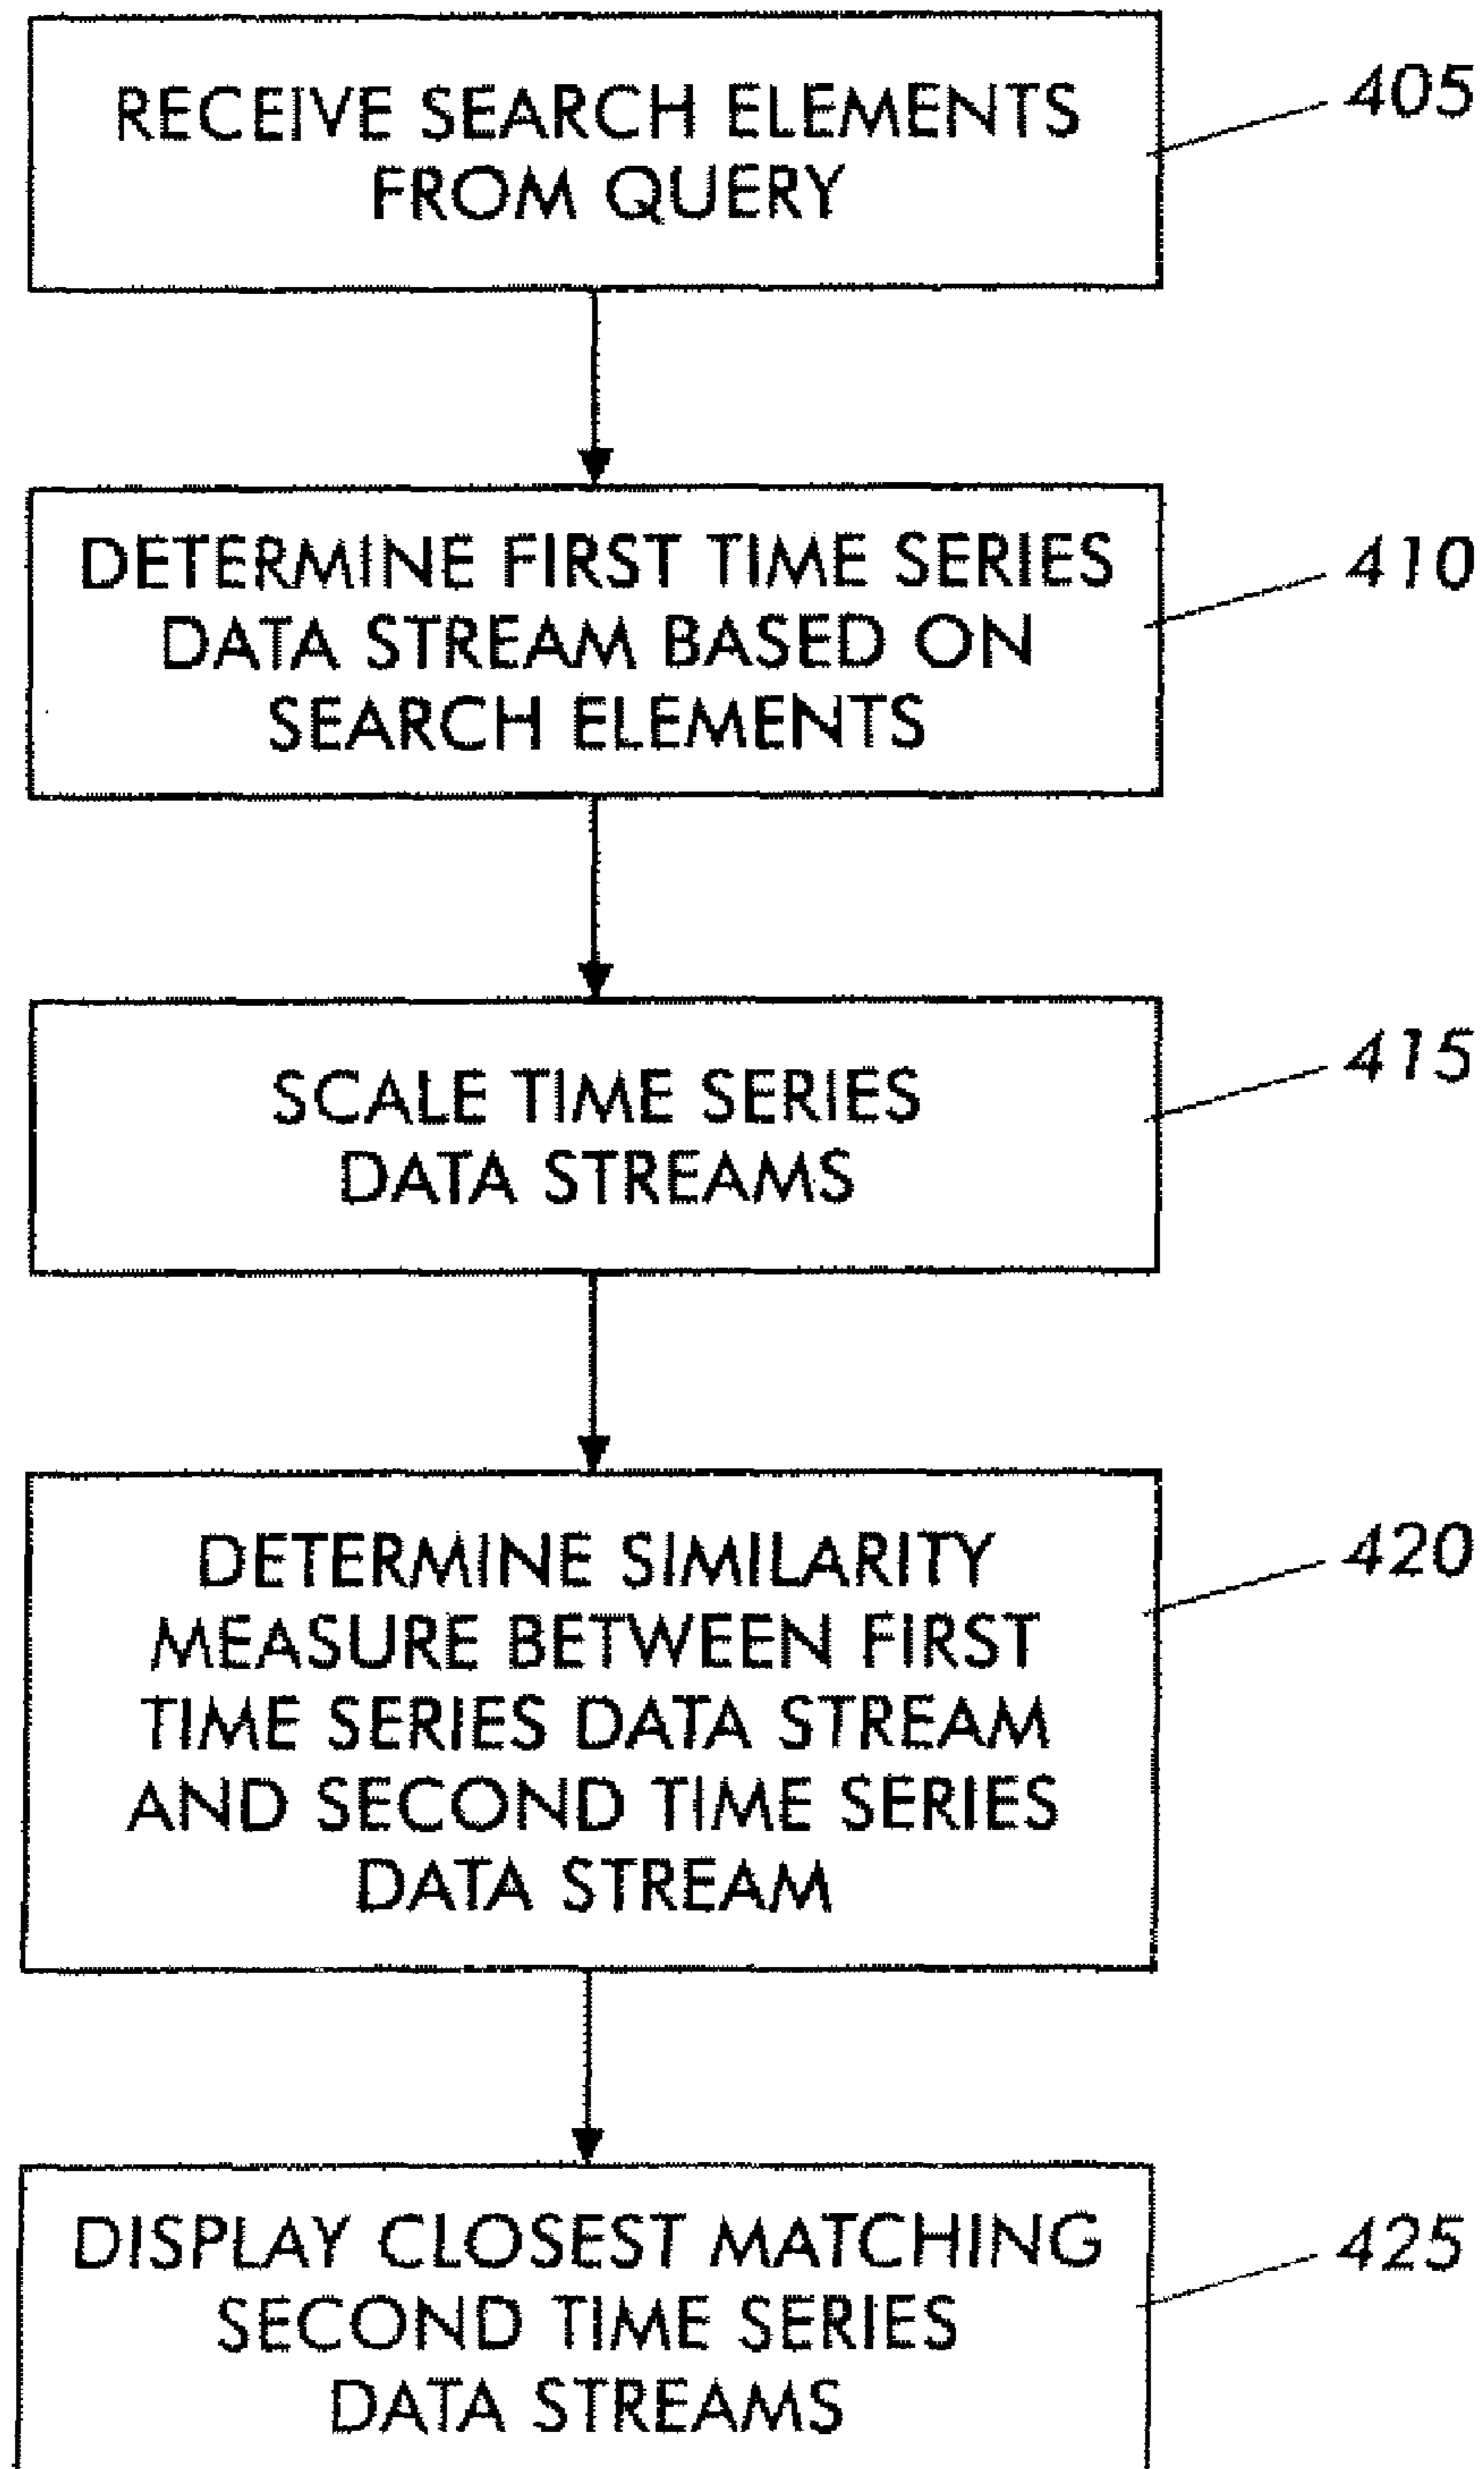 RECEIVE SEARCH ELEMENTS
FROM QUERY
405
DETERMINE FIRST TIME SERIES
DATA STREAM BASED ON
SEARCH ELEMENTS
410
SCALE TIME SERIES
DATA STREAMS
415
DETERMINE SIMILARITY
MEASURE BETWEEN FIRST
TIME SERIES DATA STREAM
AND SECOND TIME SERIES
DATA STREAM
420
DISPLAY CLOSEST MATCHING
SECOND TIME SERIES
DATA STREAMS
425